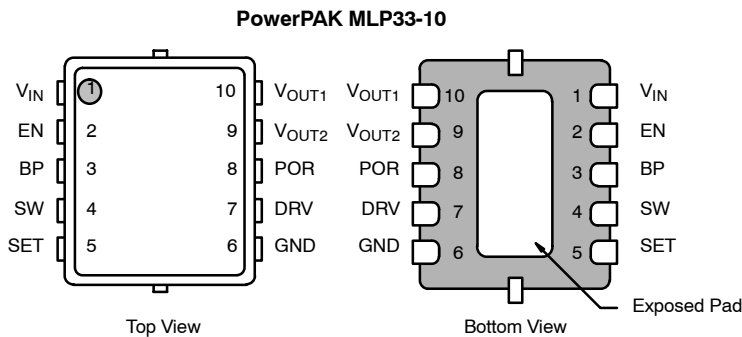 PowerPAK MLP33-10
VIN 1 10 VOUT1
EN 2 9 VOUT2
BP 3 8 POR
SW 4 7 DRV
SET 5 6 GND
Top View
VOUT1 10 1 VIN
VOUT2 9 2 EN
POR 8 3 BP
DRV 7 4 SW
GND 6 5 SET
Exposed Pad
Bottom View